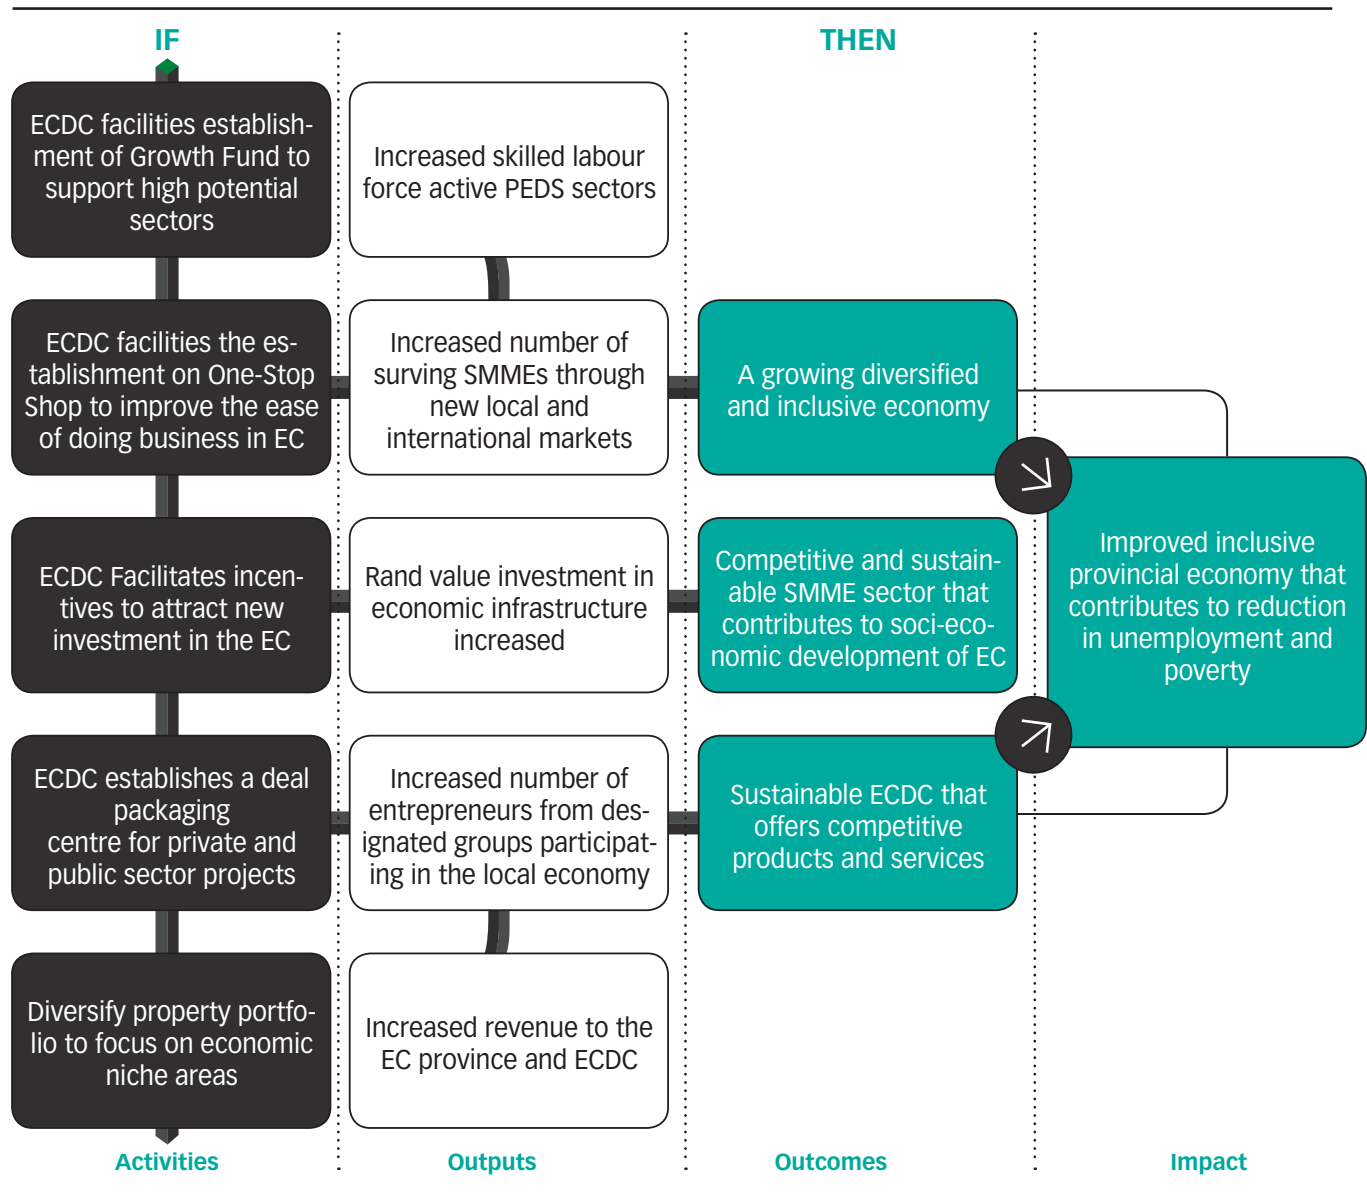 IF
THEN
ECDC facilities establish-
ment of Growth Fund to
support high potential
sectors
Increased skilled labour
force active PEDS sectors
ECDC facilities the es-
tablishment on One-Stop
Shop to improve the ease
of doing business in EC
Increased number of
surving SMMEs through
new local and
international markets
A growing diversified
and inclusive economy
ECDC Facilitates incen-
tives to attract new
investment in the EC
Rand value investment in
economic infrastructure
increased
Competitive and sustain-
able SMME sector that
contributes to soci-eco-
nomic development of EC
Improved inclusive
provincial economy that
contributes to reduction
in unemployment and
poverty
ECDC establishes a deal
packaging
centre for private and
public sector projects
Increased number of
entrepreneurs from des-
ignated groups participat-
ing in the local economy
Sustainable ECDC that
offers competitive
products and services
Diversify property portfo-
lio to focus on economic
niche areas
Increased revenue to the
EC province and ECDC
Activities
Outputs
Outcomes
Impact